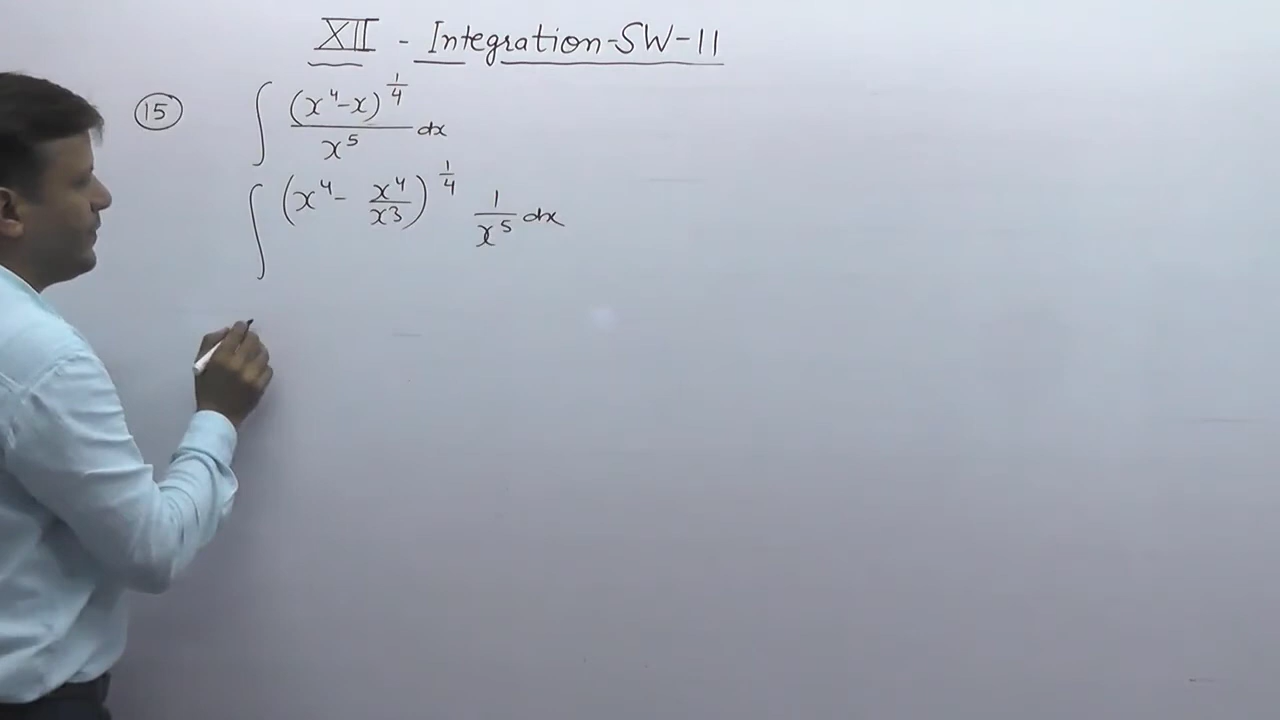 XII - Integration-SW-11
(15) ∫ (x⁴-x)^(1/4) / x⁵ dx
∫ (x⁴ - x⁴/x³)^(1/4) 1/x⁵ dx